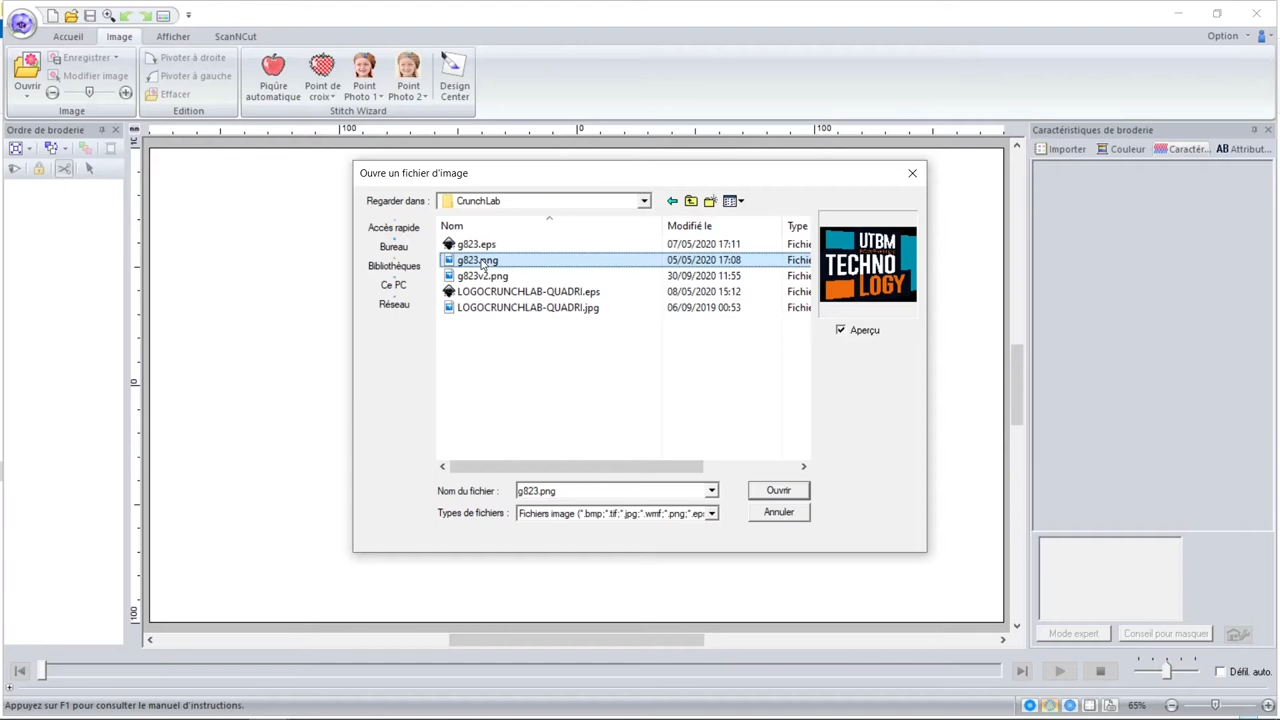 Accueil Image Afficher ScanNCut Option
Ouvrir Enregistrer Modifier image Image
Pivoter à droite Pivoter à gauche Effacer Edition
Piqûre automatique Point de croix Point Photo 1 Point Photo 2 Design Center
Stitch Wizard
Ordre de broderie
100 0 100
Caractéristiques de broderie
Importer Couleur Caractér... AB Attribut...
Ouvre un fichier d'image
Regarder dans : CrunchLab
Accès rapide
Bureau
Bibliothèques
Ce PC
Réseau
Nom Modifié le Type
g823.eps 07/05/2020 17:11 Fichie
g823.png 05/05/2020 17:08 Fichie
g823v2.png 30/09/2020 11:55 Fichie
LOGOCRUNCHLAB-QUADRI.eps 08/05/2020 15:12 Fichie
LOGOCRUNCHLAB-QUADRI.jpg 06/09/2019 00:53 Fichie
UTBM
TECHNO
LOGY
Aperçu
Nom du fichier : g823.png Ouvrir
Types de fichiers : Fichiers image (*.bmp;*.tif;*.jpg;*.wmf;*.png;*.ep Annuler
0
100
Mode expert Conseil pour masquer
Défil. auto.
Appuyez sur F1 pour consulter le manuel d'instructions. 65%